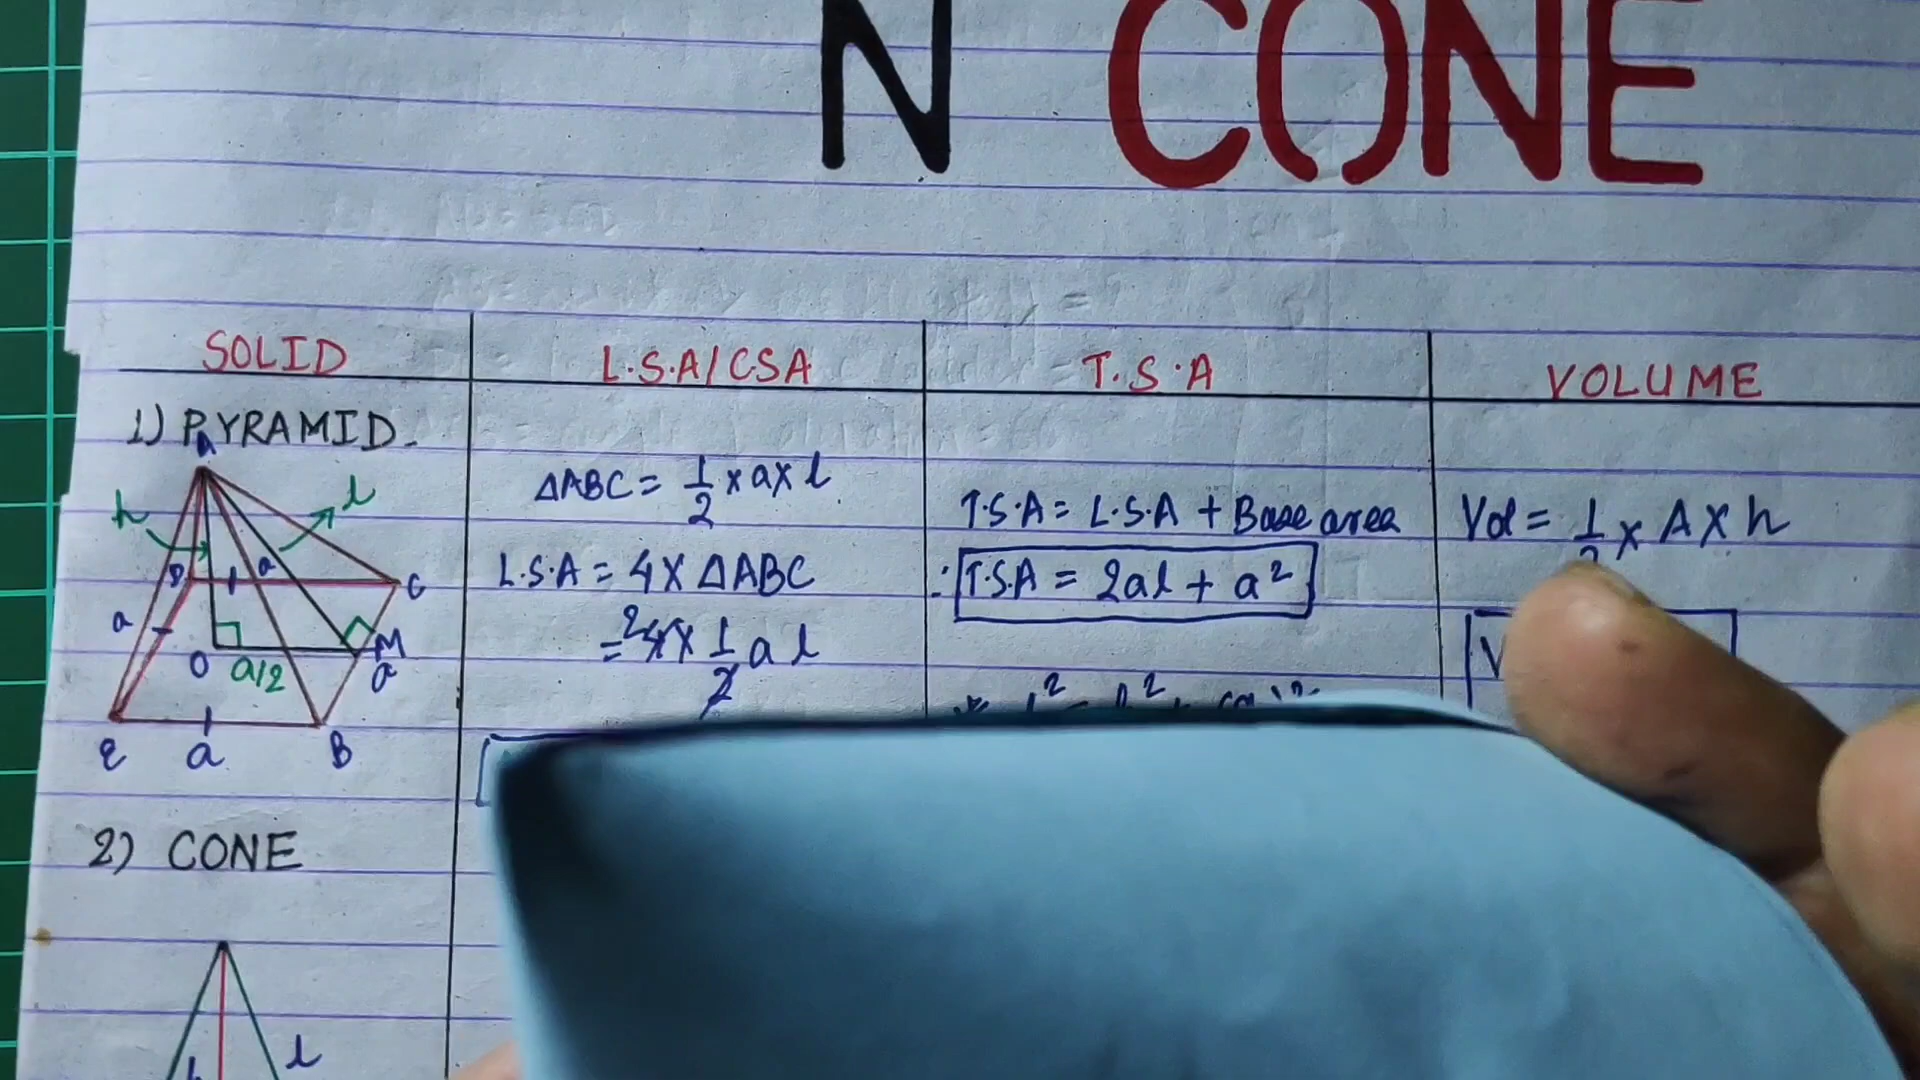 N CONE
SOLID
L.S.A/CSA
T.S.A
VOLUME
1) PYRAMID
A
h
l
D
a
C
a
O
a/2
M
a
E
a
B
ΔABC = 1/2 × a × l
L.S.A = 4 × ΔABC
= 2 4 × 1/2 a l
T.S.A = L.S.A + Base area
∴ T.S.A = 2al + a²
Vol = 1/ × A × h
V
2) CONE
l